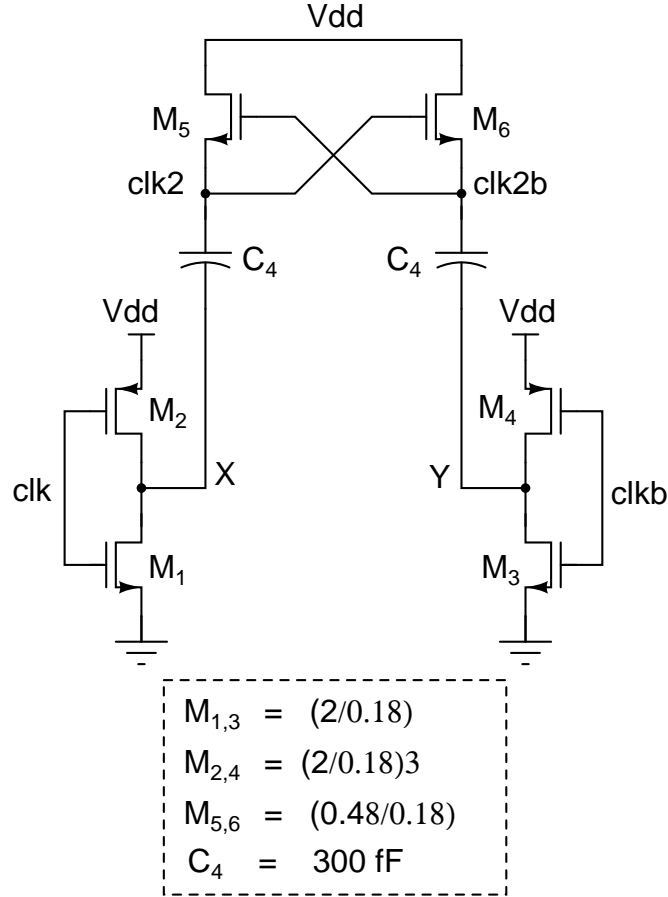 Vdd
M₅ M₆
clk2 clk2b
C₄ C₄
Vdd Vdd
M₂ M₄
clk X Y clkb
M₁ M₃
M₁,₃ = (2/0.18)
M₂,₄ = (2/0.18)3
M₅,₆ = (0.48/0.18)
C₄ = 300 fF